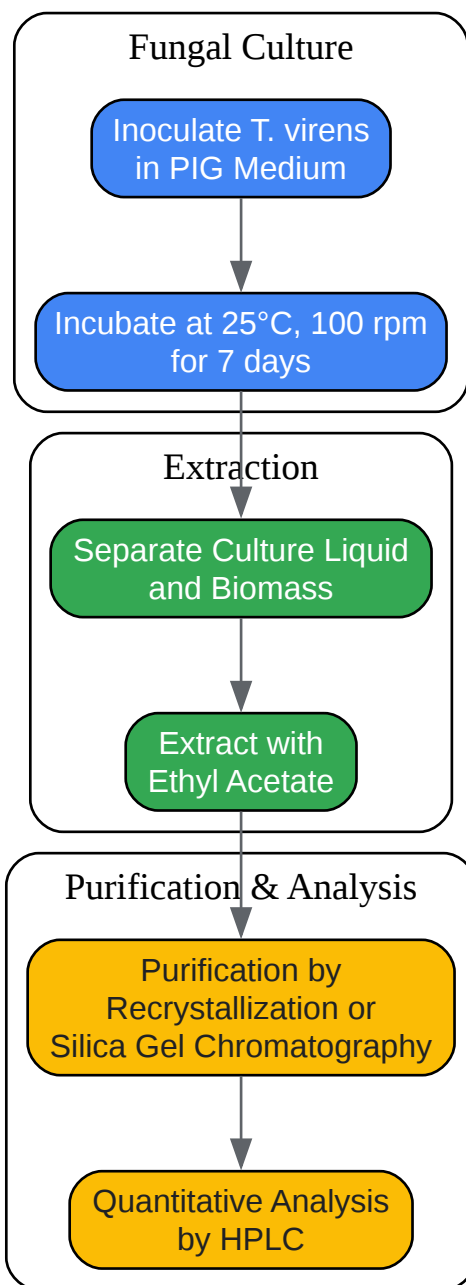 Fungal Culture
Inoculate T. virens
in PIG Medium
Incubate at 25°C, 100 rpm
for 7 days
Extraction
Separate Culture Liquid
and Biomass
Extract with
Ethyl Acetate
Purification & Analysis
Purification by
Recrystallization or
Silica Gel Chromatography
Quantitative Analysis
by HPLC